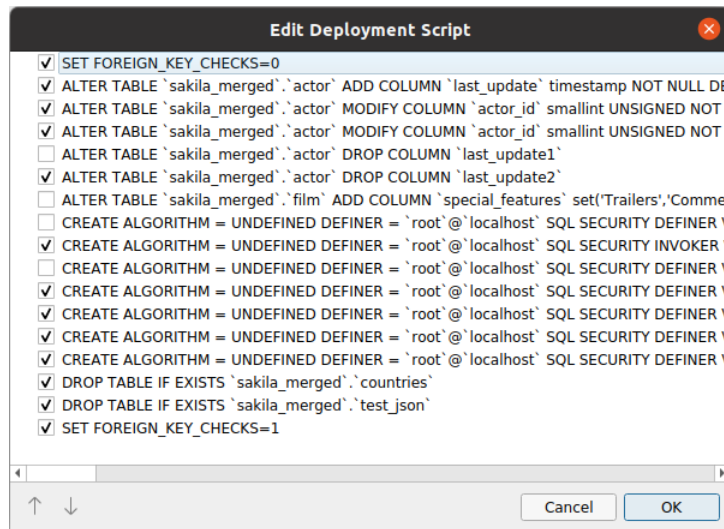 Edit Deployment Script
SET FOREIGN_KEY_CHECKS=0
ALTER TABLE `sakila_merged`.`actor` ADD COLUMN `last_update` timestamp NOT NULL DE
ALTER TABLE `sakila_merged`.`actor` MODIFY COLUMN `actor_id` smallint UNSIGNED NOT
ALTER TABLE `sakila_merged`.`actor` MODIFY COLUMN `actor_id` smallint UNSIGNED NOT
ALTER TABLE `sakila_merged`.`actor` DROP COLUMN `last_update1`
ALTER TABLE `sakila_merged`.`actor` DROP COLUMN `last_update2`
ALTER TABLE `sakila_merged`.`film` ADD COLUMN `special_features` set('Trailers','Comme
CREATE ALGORITHM = UNDEFINED DEFINER = `root`@`localhost` SQL SECURITY DEFINER
CREATE ALGORITHM = UNDEFINED DEFINER = `root`@`localhost` SQL SECURITY INVOKER
CREATE ALGORITHM = UNDEFINED DEFINER = `root`@`localhost` SQL SECURITY DEFINER
CREATE ALGORITHM = UNDEFINED DEFINER = `root`@`localhost` SQL SECURITY DEFINER
CREATE ALGORITHM = UNDEFINED DEFINER = `root`@`localhost` SQL SECURITY DEFINER
CREATE ALGORITHM = UNDEFINED DEFINER = `root`@`localhost` SQL SECURITY DEFINER
CREATE ALGORITHM = UNDEFINED DEFINER = `root`@`localhost` SQL SECURITY DEFINER
DROP TABLE IF EXISTS `sakila_merged`.`countries`
DROP TABLE IF EXISTS `sakila_merged`.`test_json`
SET FOREIGN_KEY_CHECKS=1
Cancel OK